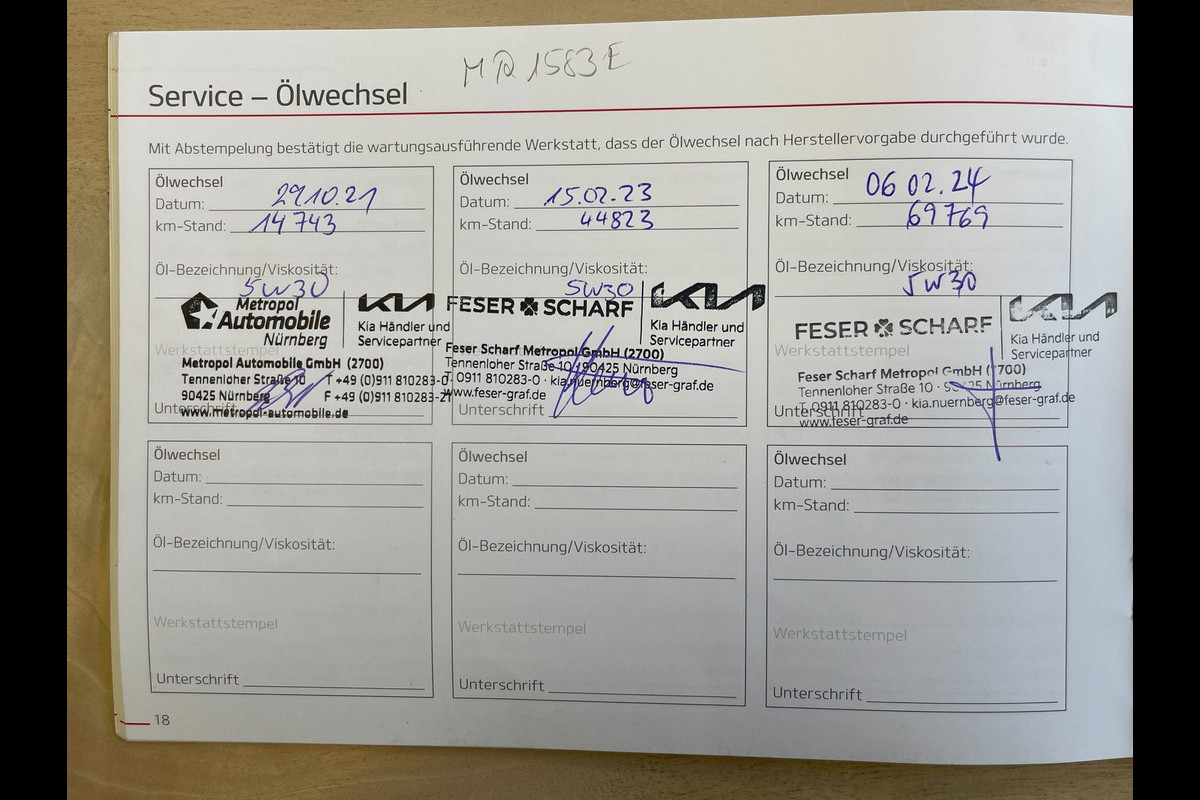 MR 1583E
Service – Ölwechsel
Mit Abstempelung bestätigt die wartungsausführende Werkstatt, dass der Ölwechsel nach Herstellervorgabe durchgeführt wurde.
Ölwechsel
Datum: 29.10.21
km-Stand: 14743
Öl-Bezeichnung/Viskosität:
5W30
Metropol
Automobile
Nürnberg
KIA
Kia Händler und
Servicepartner
Werkstattstempel
Metropol Automobile GmbH (2700)
Tennenloher Straße 10 T +49 (0)911 810283-0
90425 Nürnberg F +49 (0)911 810283-21
Unterschrift
www.metropol-automobile.de
Ölwechsel
Datum: 15.02.23
km-Stand: 44823
Öl-Bezeichnung/Viskosität:
5W30
FESER SCHARF
KIA
Kia Händler und
Servicepartner
Feser Scharf Metropol GmbH (2700)
Tennenloher Straße 10 · 90425 Nürnberg
T 0911 810283-0 · kia.nuernberg@feser-graf.de
www.feser-graf.de
Unterschrift
Ölwechsel
Datum: 06.02.24
km-Stand: 69769
Öl-Bezeichnung/Viskosität:
5W30
FESER SCHARF
KIA
Kia Händler und
Servicepartner
Werkstattstempel
Feser Scharf Metropol GmbH (2700)
Tennenloher Straße 10 · 90425 Nürnberg
T 0911 810283-0 · kia.nuernberg@feser-graf.de
Unterschrift
www.feser-graf.de
Ölwechsel
Datum:
km-Stand:
Öl-Bezeichnung/Viskosität:
Werkstattstempel
Unterschrift
Ölwechsel
Datum:
km-Stand:
Öl-Bezeichnung/Viskosität:
Werkstattstempel
Unterschrift
Ölwechsel
Datum:
km-Stand:
Öl-Bezeichnung/Viskosität:
Werkstattstempel
Unterschrift
18